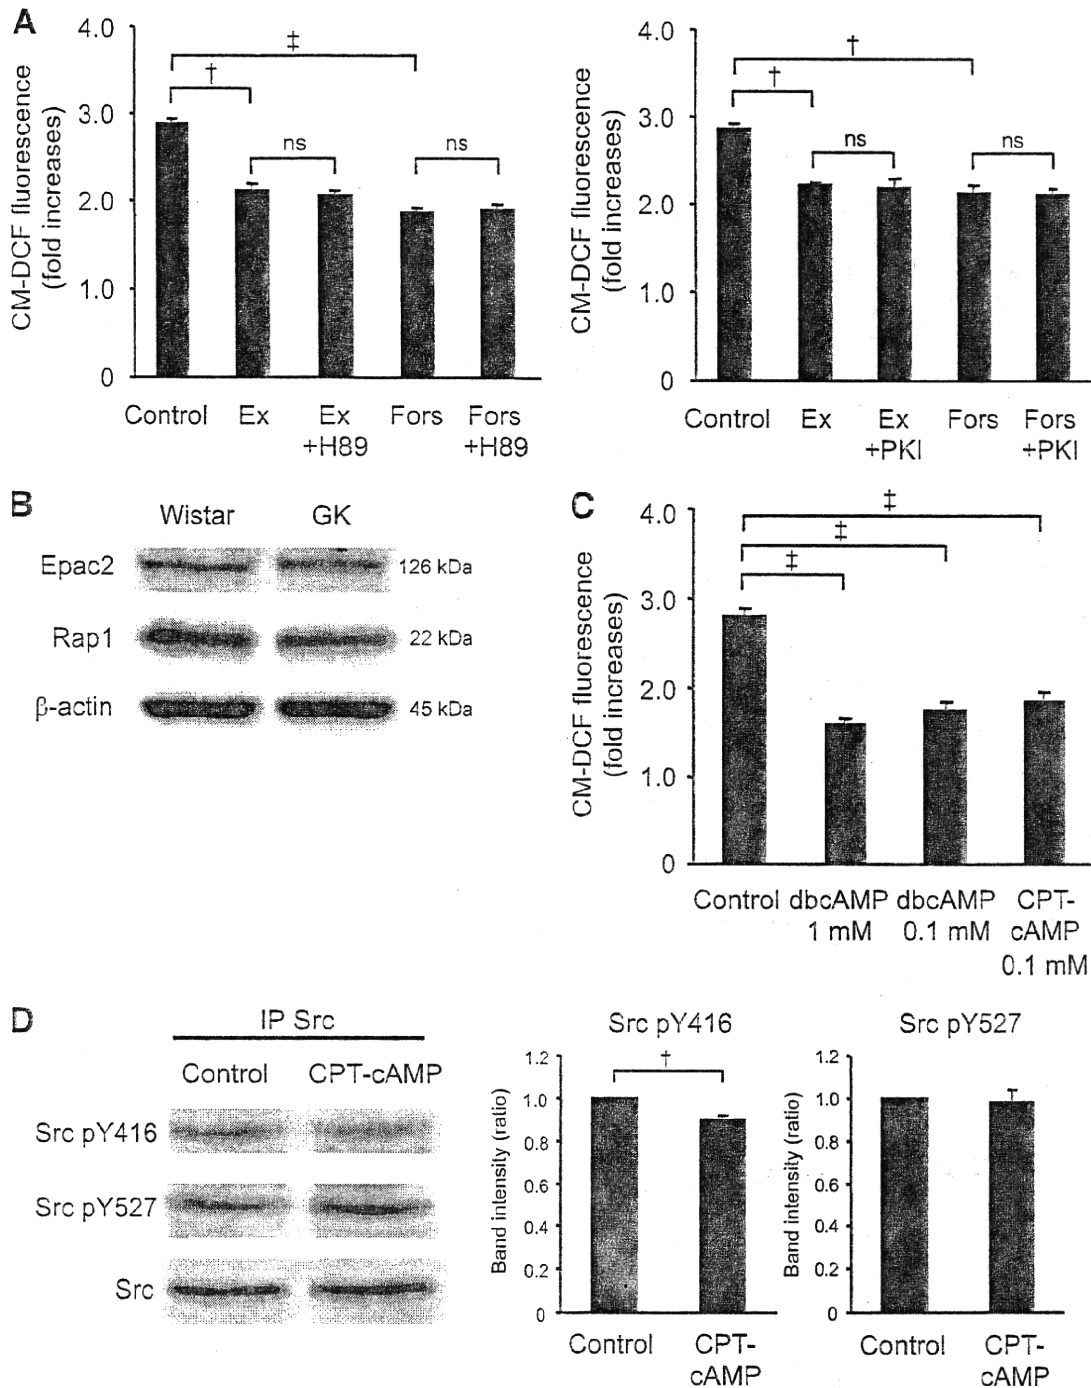 A
CM-DCF fluorescence
(fold increases)
4.0
3.0
2.0
1.0
0
‡
†
ns
ns
Control Ex Ex Fors Fors
+H89 +H89
CM-DCF fluorescence
(fold increases)
4.0
3.0
2.0
1.0
0
†
†
ns
ns
Control Ex Ex Fors Fors
+PKI +PKI
B
Wistar GK
Epac2 126 kDa
Rap1 22 kDa
β-actin 45 kDa
C
CM-DCF fluorescence
(fold increases)
4.0
3.0
2.0
1.0
0
‡
‡
‡
Control dbcAMP dbcAMP CPT-
1 mM 0.1 mM cAMP
0.1 mM
D
IP Src
Control CPT-cAMP
Src pY416
Src pY527
Src
Src pY416
Band intensity (ratio)
1.2
1.0
0.8
0.6
0.4
0.2
0
†
Control CPT-
cAMP
Src pY527
Band intensity (ratio)
1.2
1.0
0.8
0.6
0.4
0.2
0
Control CPT-
cAMP